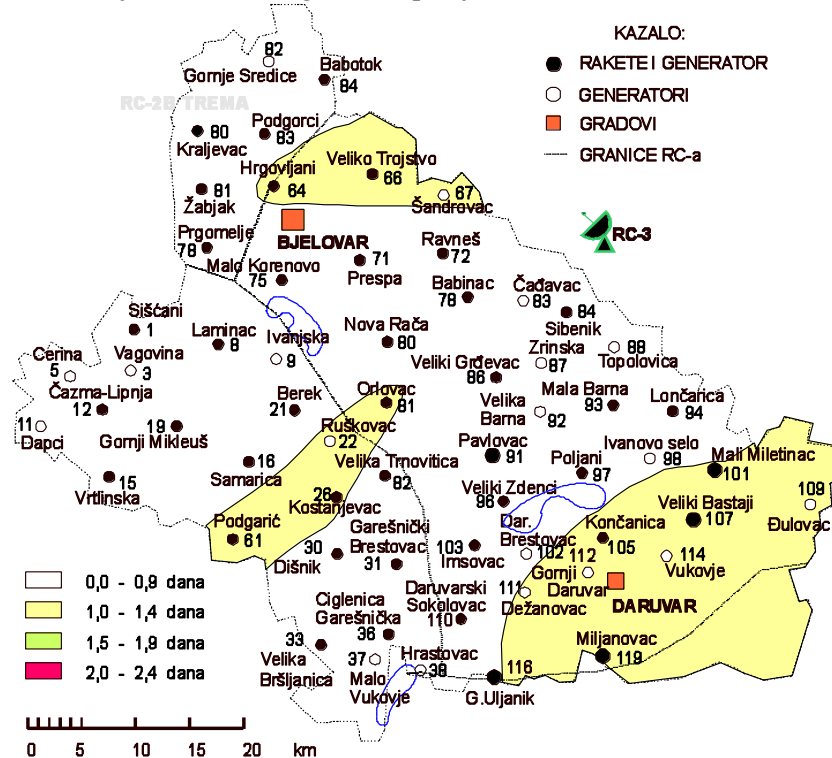 KAZALO:
RAKETE I GENERATOR
GENERATORI
GRADOVI
GRANICE RC-a
82
Gornje Sredice
Babotok
84
RC-2B TREMA
80
Kraljevac
Podgorci
83
Hrgovljani
64
Veliko Trojstvo
66
67
Šandrovac
81
Žabjak
Prgomelje
78
BJELOVAR
RC-3
Malo Korenovo
75
71
Prespa
Ravneš
72
Babinac
78
Čađavac
83
84
Sibenik
Sišćani
1
Laminac
8
Ivanjska
9
Nova Rača
80
Zrinska
87
88
Topolovica
Cerina
5
Vagovina
3
Veliki Grđevac
86
Čazma-Lipnja
12
Berek
21
Orlovac
81
Velika
Barna
92
Mala Barna
93
Lončarica
94
11
Dapci
19
Gornji Mikleuš
Ruškovac
22
Pavlovac
91
Ivanovo selo
98
Mali Miletinac
101
16
Samarica
Velika Trnovitica
82
Poljani
97
15
Vrtlinska
26
Kostanjevac
Veliki Zdenci
96
Veliki Bastaji
107
109
Đulovac
Podgarić
61
Garešnički
Brestovac
31
30
Dišnik
Dar.
Brestovac
102
Končanica
105
103
Imsovac
112
Gornji
Daruvar
114
Vukovje
111
Dežanovac
DARUVAR
Daruvarski
Sokolovac
110
Ciglenica
Garešnička
36
33
Velika
Bršljanica
37
Malo
Vukovje
Hrastovac
38
116
G.Uljanik
Miljanovac
119
0,0 - 0,9 dana
1,0 - 1,4 dana
1,5 - 1,9 dana
2,0 - 2,4 dana
0 5 10 15 20 km